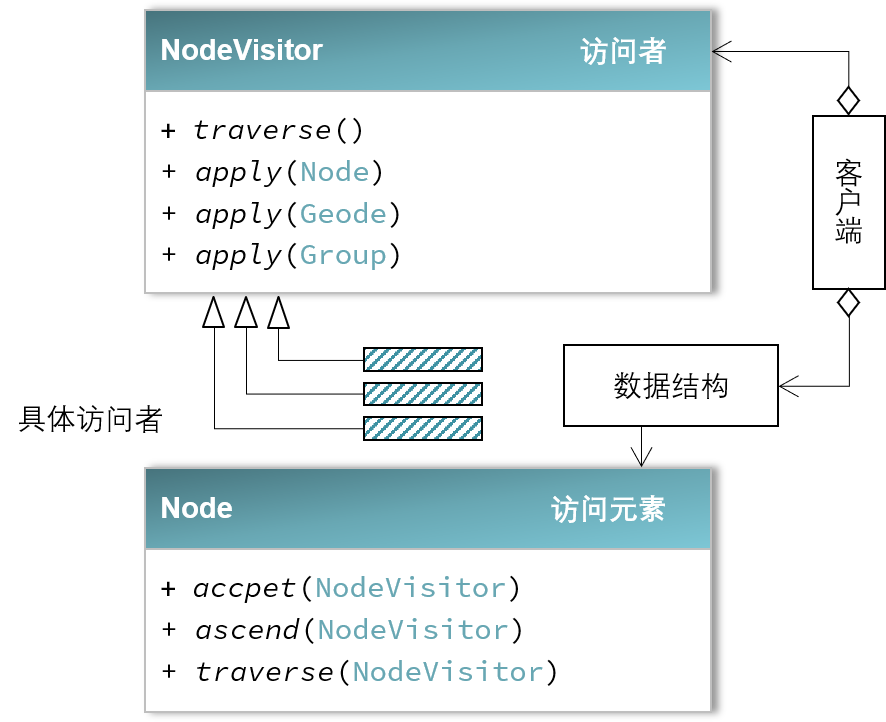 NodeVisitor 访问者
+ traverse()
+ apply(Node)
+ apply(Geode)
+ apply(Group)
客户端
数据结构
具体访问者
Node 访问元素
+ accpet(NodeVisitor)
+ ascend(NodeVisitor)
+ traverse(NodeVisitor)